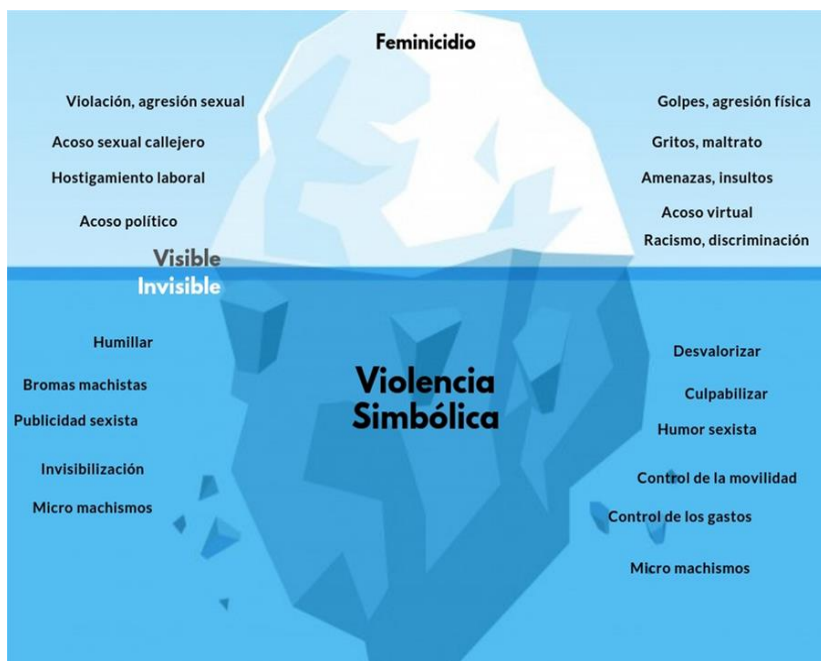 Feminicidio
Violación, agresión sexual
Golpes, agresión física
Acoso sexual callejero
Gritos, maltrato
Hostigamiento laboral
Amenazas, insultos
Acoso político
Acoso virtual
Racismo, discriminación
Visible
Invisible
Humillar
Desvalorizar
Bromas machistas
Culpabilizar
Violencia
Simbólica
Publicidad sexista
Humor sexista
Invisibilización
Control de la movilidad
Micro machismos
Control de los gastos
Micro machismos